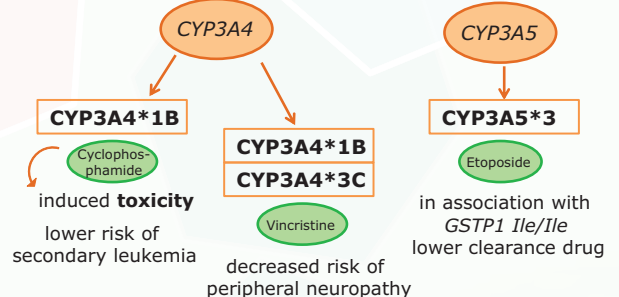 CYP3A4
CYP3A5
CYP3A4*1B
Cyclophos-
phamide
induced toxicity
lower risk of
secondary leukemia
CYP3A4*1B
CYP3A4*3C
Vincristine
decreased risk of
peripheral neuropathy
CYP3A5*3
Etoposide
in association with
GSTP1 Ile/Ile
lower clearance drug